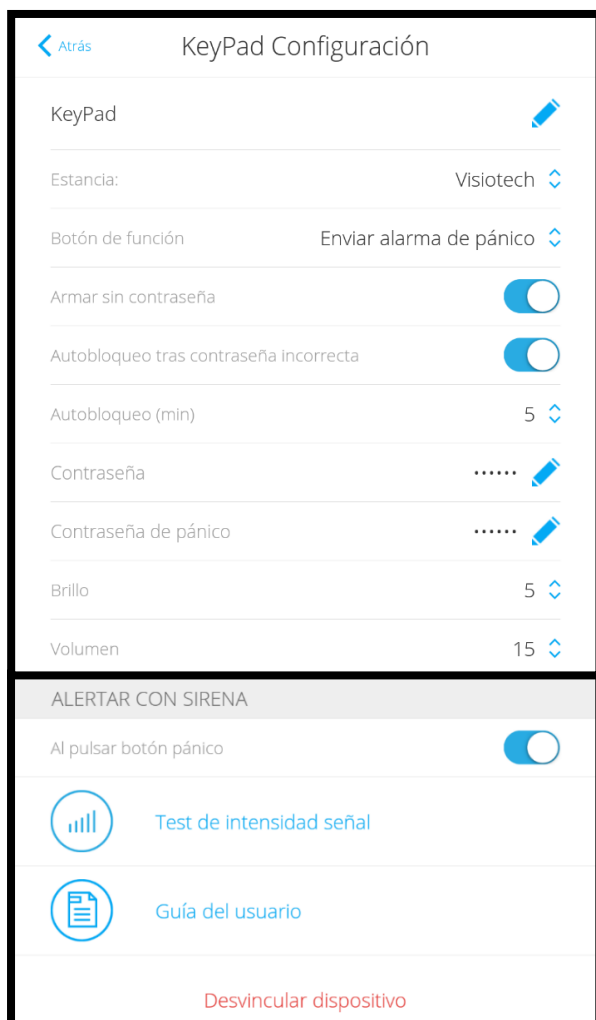 Atrás KeyPad Configuración
KeyPad
Estancia: Visiotech
Botón de función Enviar alarma de pánico
Armar sin contraseña
Autobloqueo tras contraseña incorrecta
Autobloqueo (min) 5
Contraseña ······
Contraseña de pánico ······
Brillo 5
Volumen 15
ALERTAR CON SIRENA
Al pulsar botón pánico
Test de intensidad señal
Guía del usuario
Desvincular dispositivo